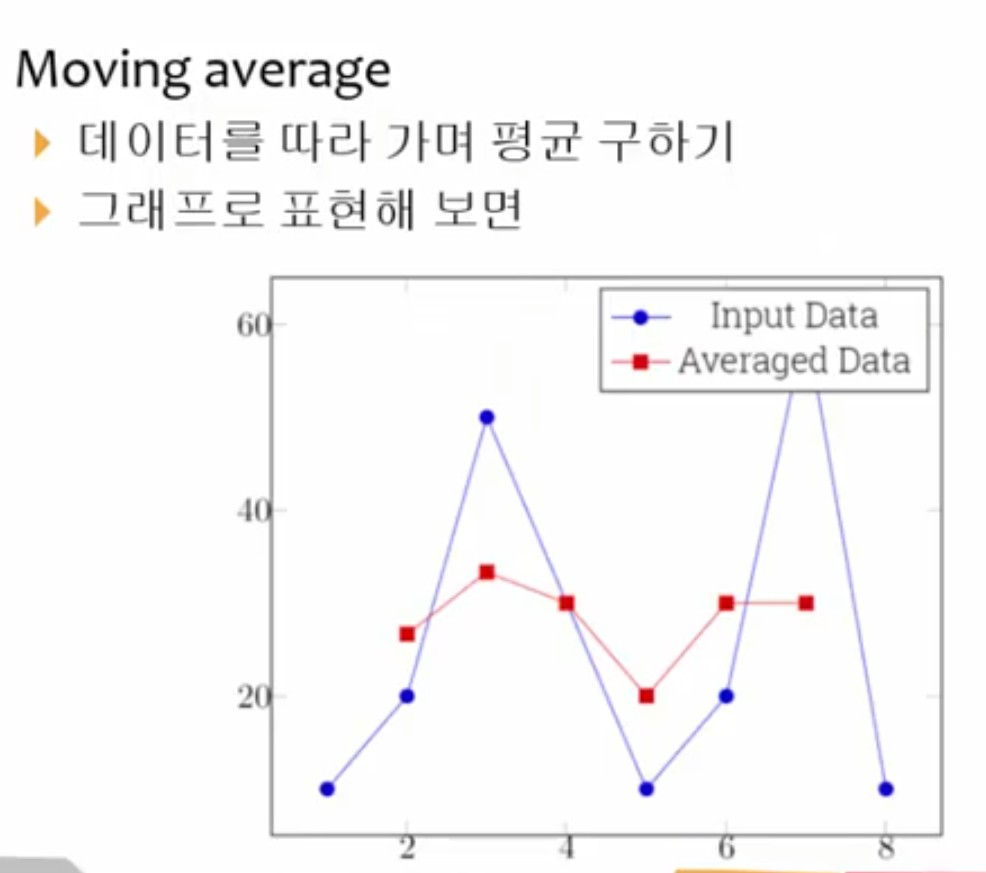 Moving average
데이터를 따라 가며 평균 구하기
그래프로 표현해 보면
60
Input Data
Averaged Data
40
20
2 4 6 8